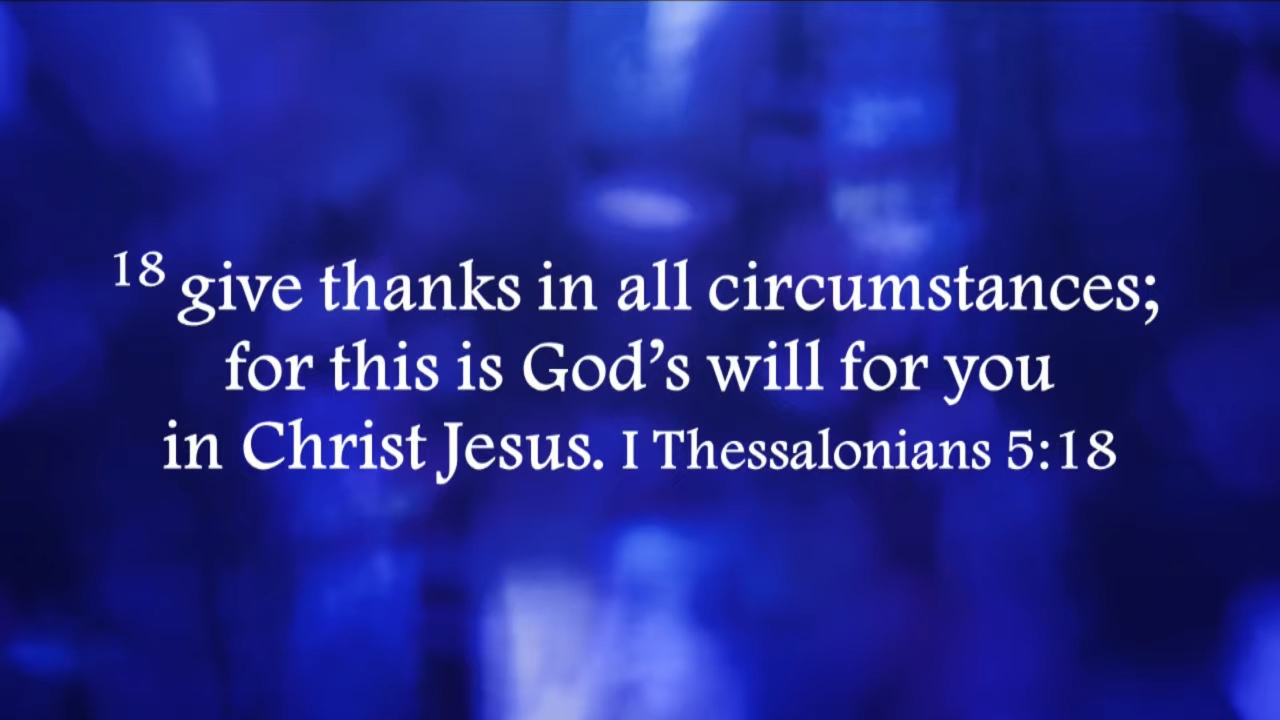 18 give thanks in all circumstances;
for this is God’s will for you
in Christ Jesus. I Thessalonians 5:18